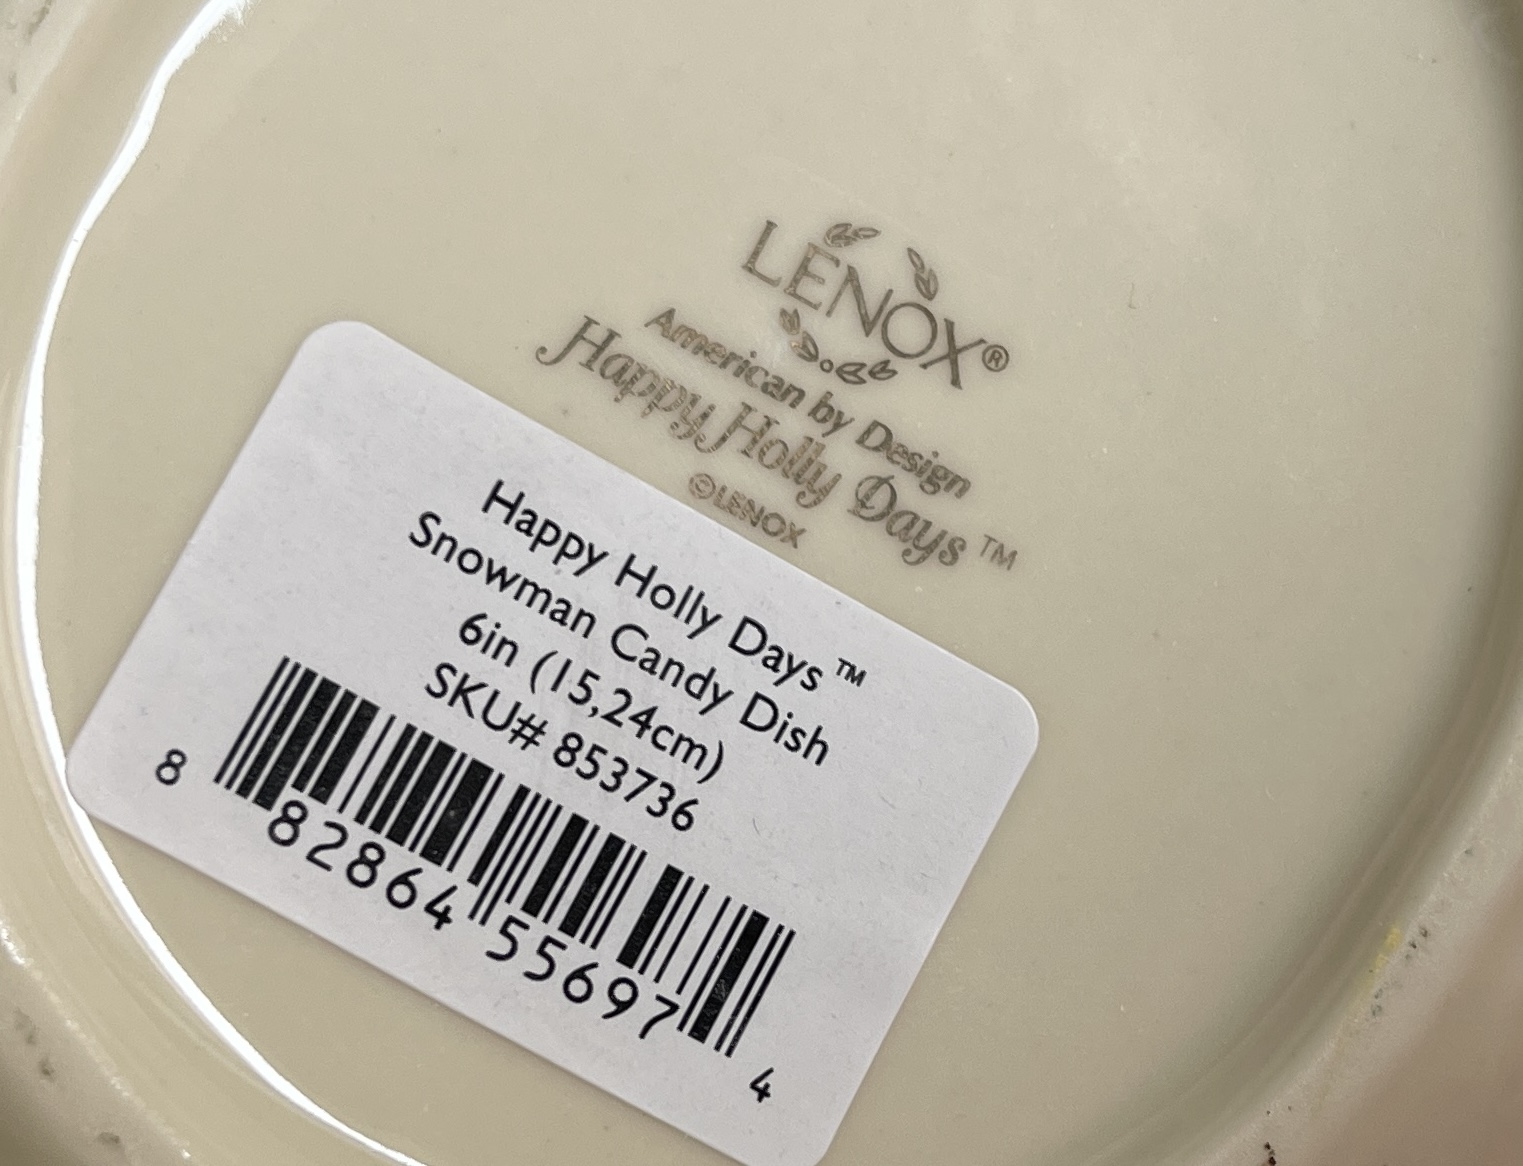 LENOX®
American by Design
Happy Holly Days™
©LENOX
Happy Holly Days™
Snowman Candy Dish
6in (15,24cm)
SKU# 853736
8 82864 55697 4